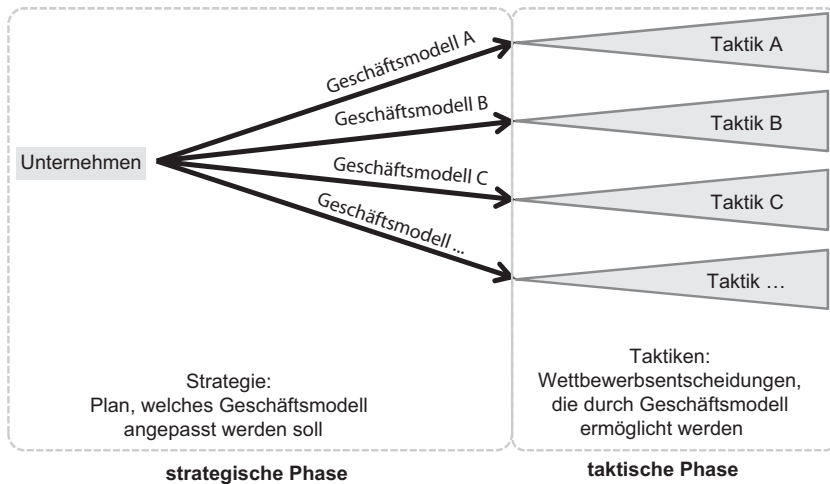 Unternehmen
Geschäftsmodell A
Geschäftsmodell B
Geschäftsmodell C
Geschäftsmodell ...
Taktik A
Taktik B
Taktik C
Taktik …
Strategie:
Plan, welches Geschäftsmodell
angepasst werden soll
Taktiken:
Wettbewerbsentscheidungen,
die durch Geschäftsmodell
ermöglicht werden
strategische Phase
taktische Phase